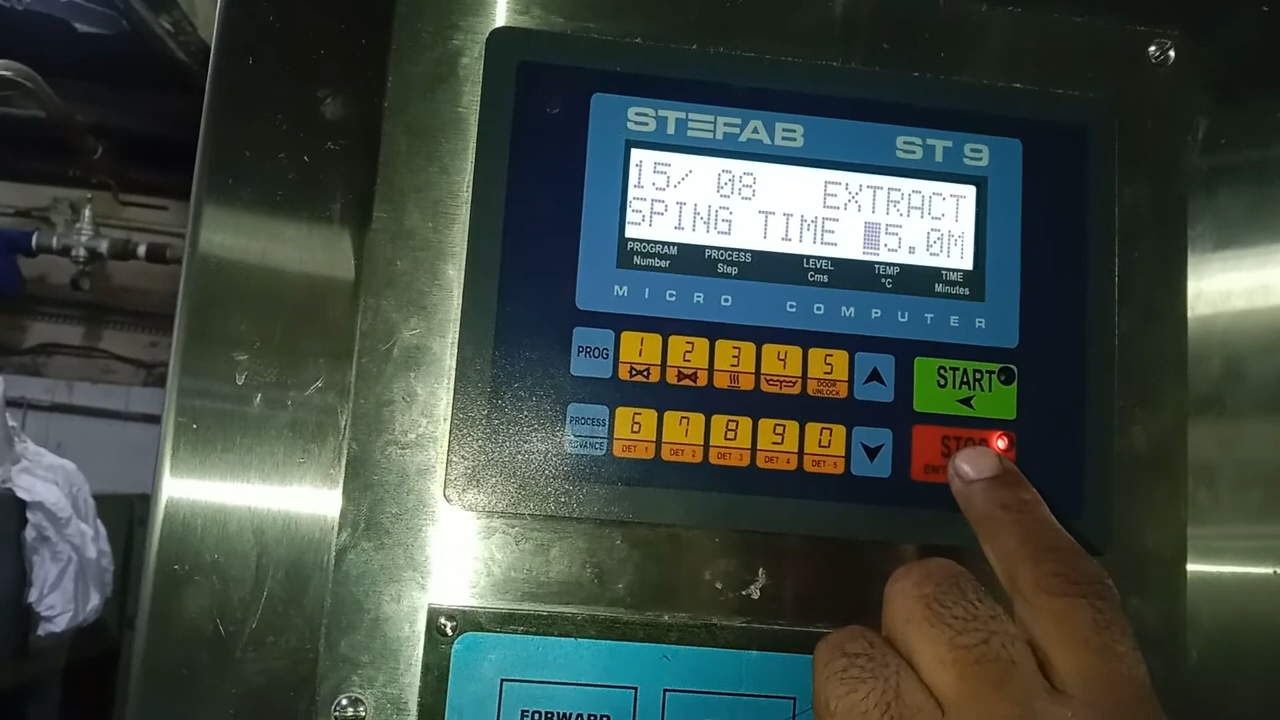 STEFAB ST 9
15/ 08 EXTRACT
SPING TIME 5.0M
PROGRAM Number
PROCESS Step
LEVEL Cms
TEMP °C
TIME Minutes
MICRO COMPUTER
PROG 1 2 3 4 5 DOOR UNLOCK
START
PROCESS ADVANCE 6 7 8 9 0
DET - 1 DET - 2 DET - 3 DET - 4 DET - 5
STOP
FORWARD